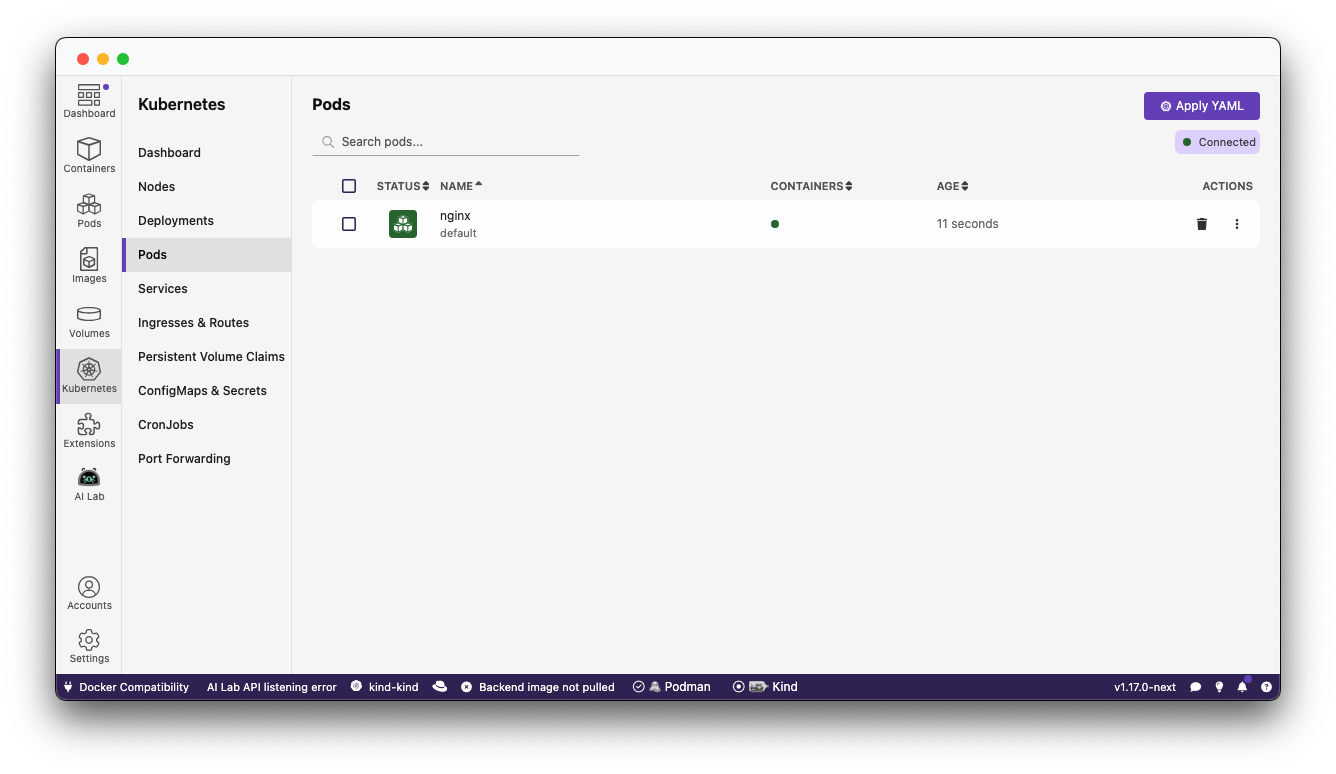 Dashboard
Containers
Pods
Images
Volumes
Kubernetes
Extensions
AI Lab
Accounts
Settings
Kubernetes
Dashboard
Nodes
Deployments
Pods
Services
Ingresses & Routes
Persistent Volume Claims
ConfigMaps & Secrets
CronJobs
Port Forwarding
Pods
Apply YAML
Search pods...
Connected
STATUS NAME CONTAINERS AGE ACTIONS
nginx
default
11 seconds
Docker Compatibility AI Lab API listening error kind-kind Backend image not pulled Podman Kind v1.17.0-next